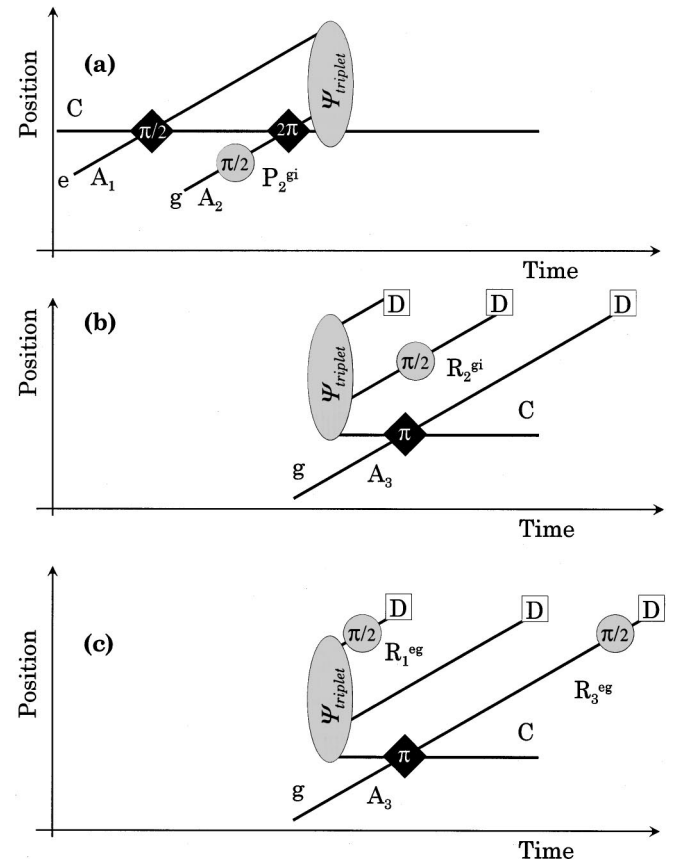 Position
(a)
C
π/2
2π
Ψtriplet
π/2
P₂ᵍⁱ
e
A₁
g
A₂
Time
Position
(b)
D
D
D
Ψtriplet
π/2
R₂ᵍⁱ
C
π
g
A₃
Time
Position
(c)
D
D
D
π/2
π/2
R₁ᵉᵍ
Ψtriplet
R₃ᵉᵍ
C
π
g
A₃
Time